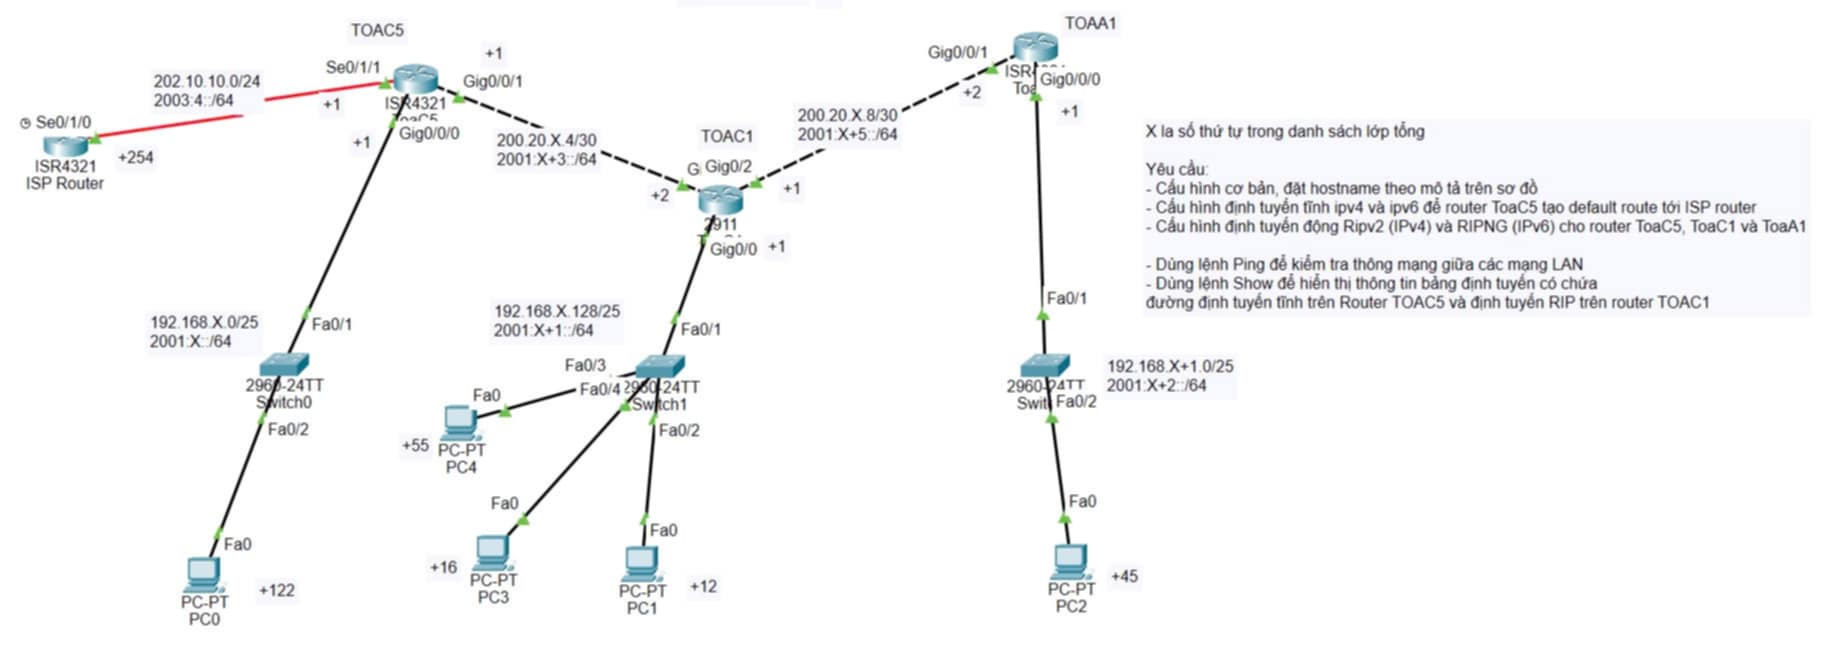 TOAC5
+1
Se0/1/1
Gig0/0/1
202.10.10.0/24
2003:4::/64
+1
ISR4321
ToaC5
Gig0/0/0
+1
Se0/1/0
+254
ISR4321
ISP Router
200.20.X.4/30
2001:X+3::/64
TOAC1
Gig0/2
+2
+1
2911
Gig0/0
+1
200.20.X.8/30
2001:X+5::/64
TOAA1
Gig0/0/1
+2
Gig0/0/0
+1
192.168.X.0/25
2001:X::/64
Fa0/1
2960-24TT
Switch0
Fa0/2
Fa0
PC-PT
PC0
+122
192.168.X.128/25
2001:X+1::/64
Fa0/1
Fa0/3
Fa0/4
2960-24TT
Switch1
Fa0/2
Fa0
+55
PC-PT
PC4
Fa0
+16
PC-PT
PC3
Fa0
PC-PT
PC1
+12
Fa0/1
192.168.X+1.0/25
2001:X+2::/64
2960-24TT
Fa0/2
Fa0
+45
PC-PT
PC2
X la số thứ tự trong danh sách lớp tổng
Yêu cầu:
- Cấu hình cơ bản, đặt hostname theo mô tả trên sơ đồ
- Cấu hình định tuyến tĩnh ipv4 và ipv6 để router ToaC5 tạo default route tới ISP router
- Cấu hình định tuyến động Ripv2 (IPv4) và RIPNG (IPv6) cho router ToaC5, ToaC1 và ToaA1
- Dùng lệnh Ping để kiểm tra thông mạng giữa các mạng LAN
- Dùng lệnh Show để hiển thị thông tin bảng định tuyến có chứa
đường định tuyến tĩnh trên Router TOAC5 và định tuyến RIP trên router TOAC1